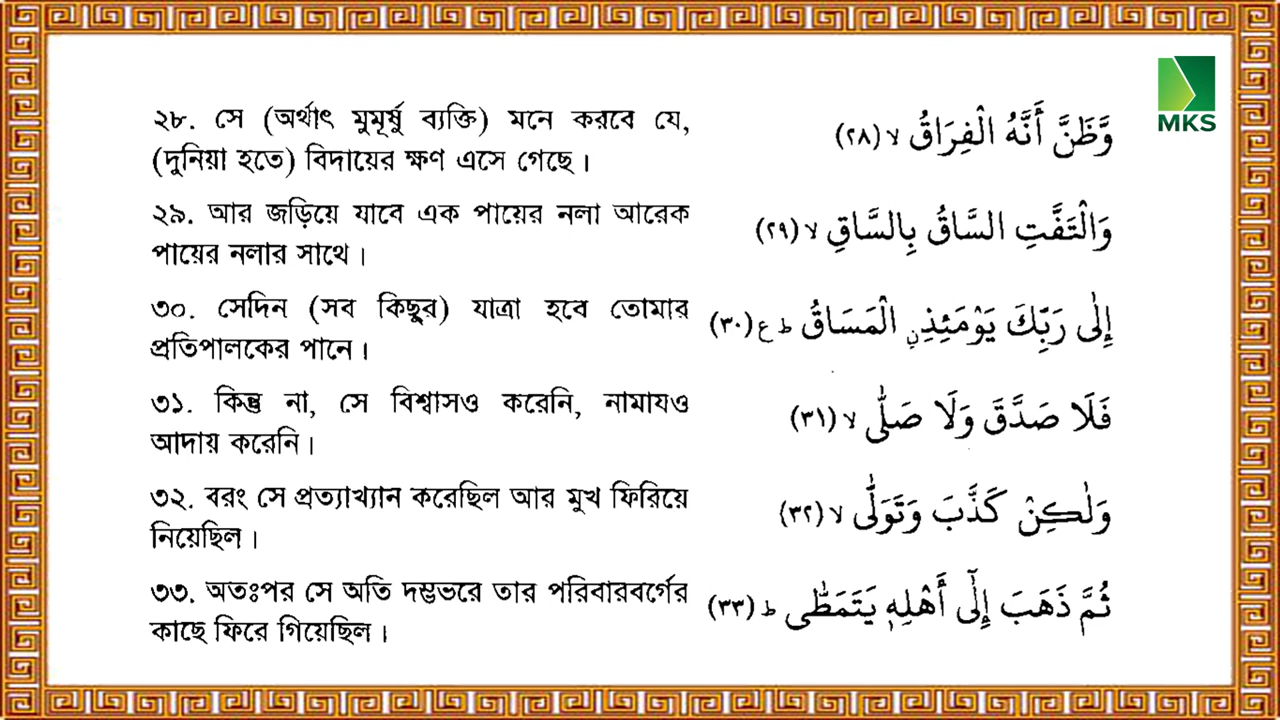 MKS
২৮. সে (অর্থাৎ মুমূর্ষু ব্যক্তি) মনে করবে যে,
(দুনিয়া হতে) বিদায়ের ক্ষণ এসে গেছে।
وَّظَنَّ أَنَّهُ الْفِرَاقُ ۙ (٢٨)
২৯. আর জড়িয়ে যাবে এক পায়ের নলা আরেক
পায়ের নলার সাথে।
وَالْتَفَّتِ السَّاقُ بِالسَّاقِ ۙ (٢٩)
৩০. সেদিন (সব কিছুর) যাত্রা হবে তোমার
প্রতিপালকের পানে।
إِلٰى رَبِّكَ يَوْمَئِذِنِ الْمَسَاقُ ۭ ع (٣٠)
৩১. কিন্তু না, সে বিশ্বাসও করেনি, নামাযও
আদায় করেনি।
فَلَا صَدَّقَ وَلَا صَلّٰى ۙ (٣١)
৩২. বরং সে প্রত্যাখ্যান করেছিল আর মুখ ফিরিয়ে
নিয়েছিল।
وَلٰكِنْ كَذَّبَ وَتَوَلّٰى ۙ (٣٢)
৩৩. অতঃপর সে অতি দম্ভভরে তার পরিবারবর্গের
কাছে ফিরে গিয়েছিল।
ثُمَّ ذَهَبَ إِلٰٓى أَهْلِهٖ يَتَمَطّٰى ۭ (٣٣)